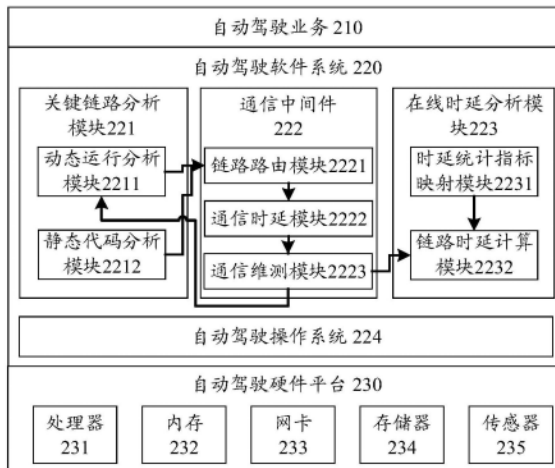 自动驾驶业务 210
自动驾驶软件系统 220
关键链路分析
模块221
动态运行分析
模块2211
静态代码分析
模块2212
通信中间件
222
链路路由模块2221
通信时延模块2222
通信维测模块2223
在线时延分析模
块223
时延统计指标
映射模块2231
链路时延计算
模块2232
自动驾驶操作系统 224
自动驾驶硬件平台 230
处理器
231
内存
232
网卡
233
存储器
234
传感器
235